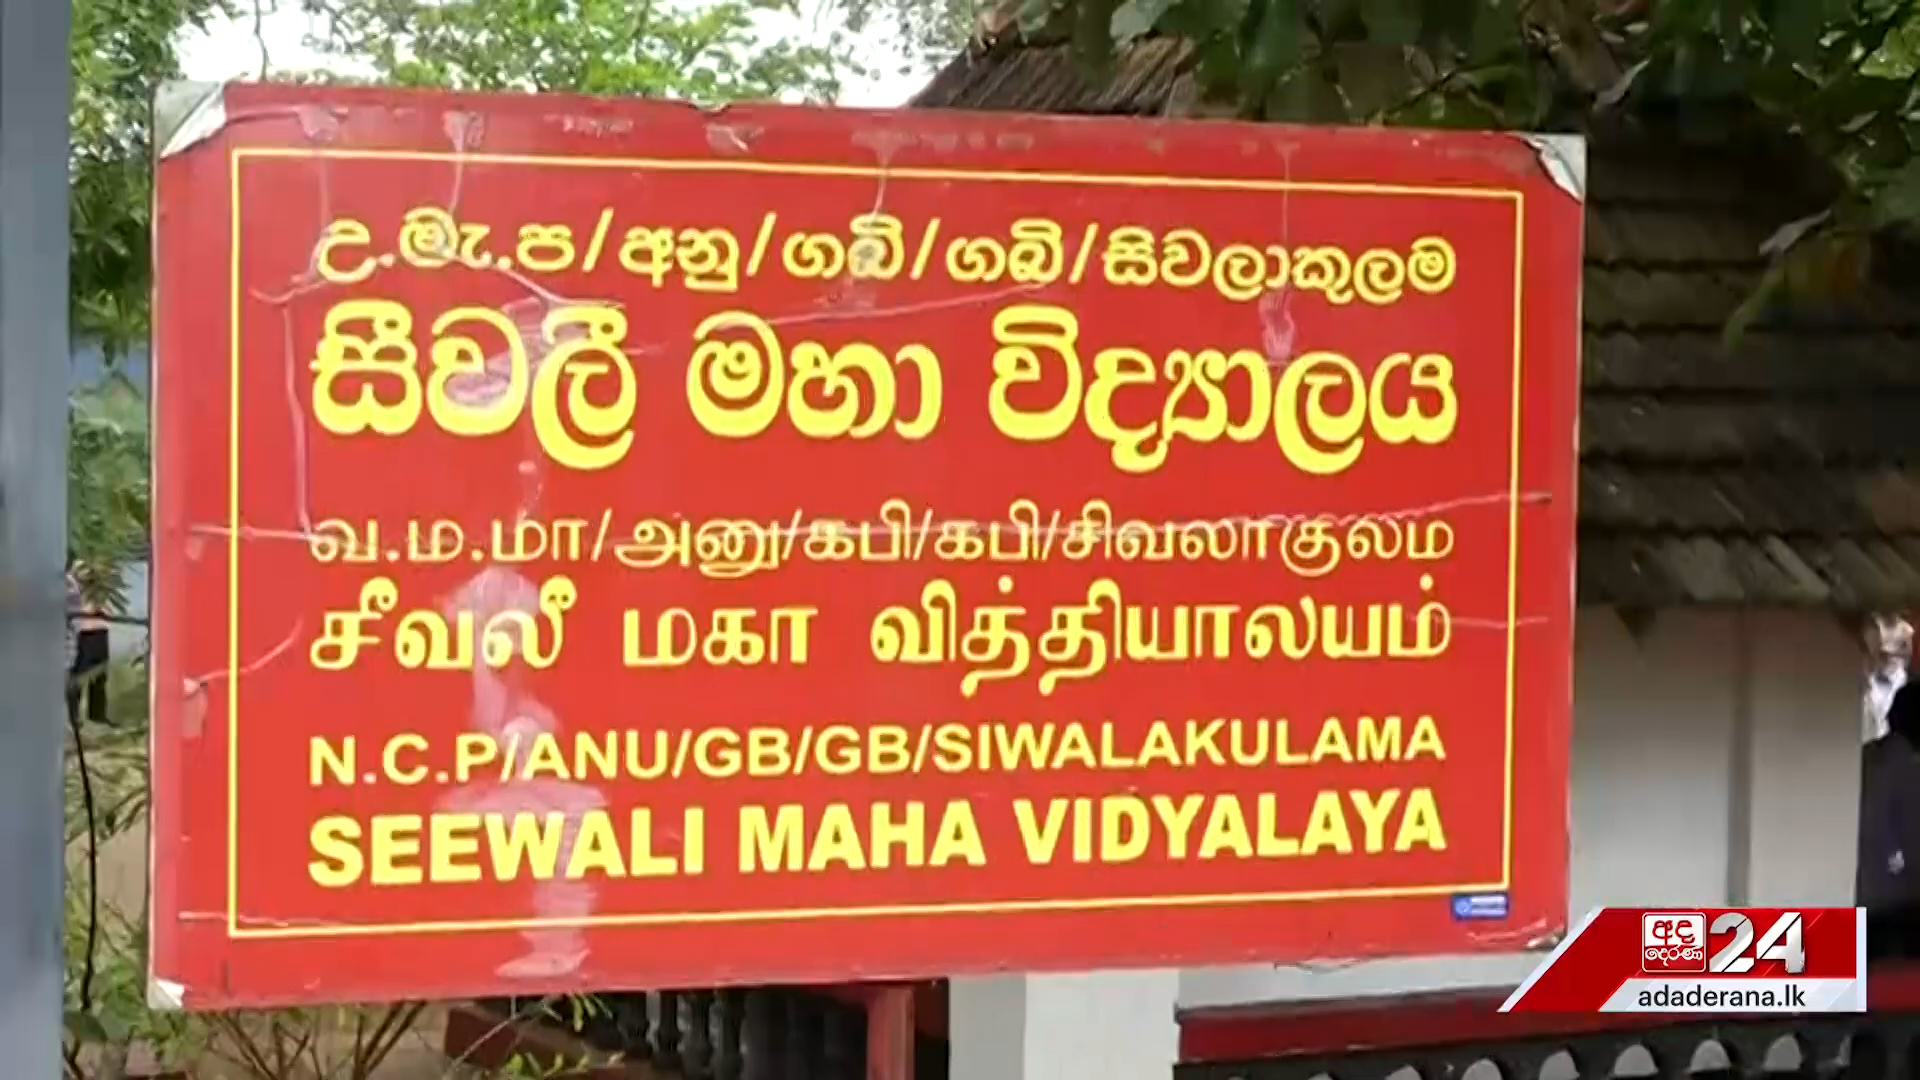 උ.මැ.ප/අනු/ගබි/ගබි/සිවලාකුලම
සීවලී මහා විද්‍යාලය
வ.ம.மா/அனு/கபி/கபி/சிவலாகுலம
சீவலீ மகா வித்தியாலயம்
N.C.P/ANU/GB/GB/SIWALAKULAMA
SEEWALI MAHA VIDYALAYA
අද දෙරණ 24
adaderana.lk